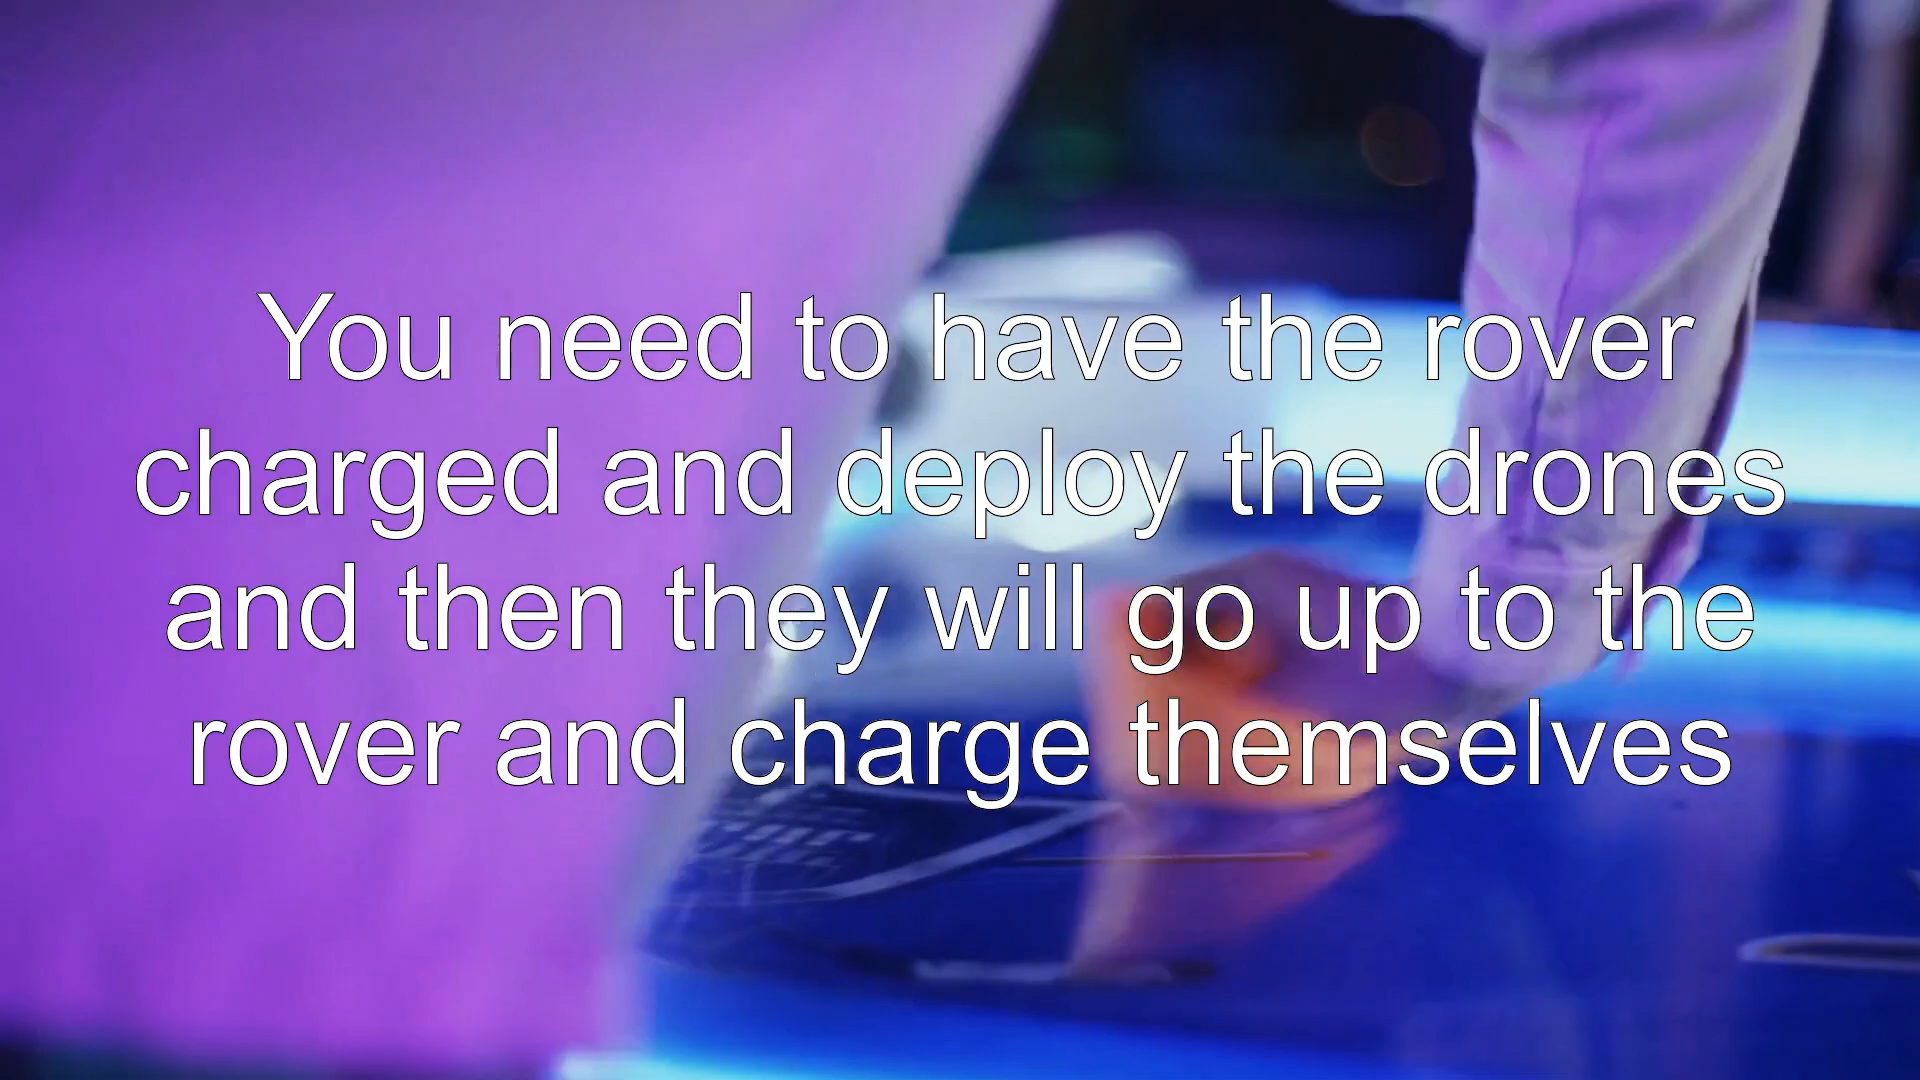 You need to have the rover
charged and deploy the drones
and then they will go up to the
rover and charge themselves